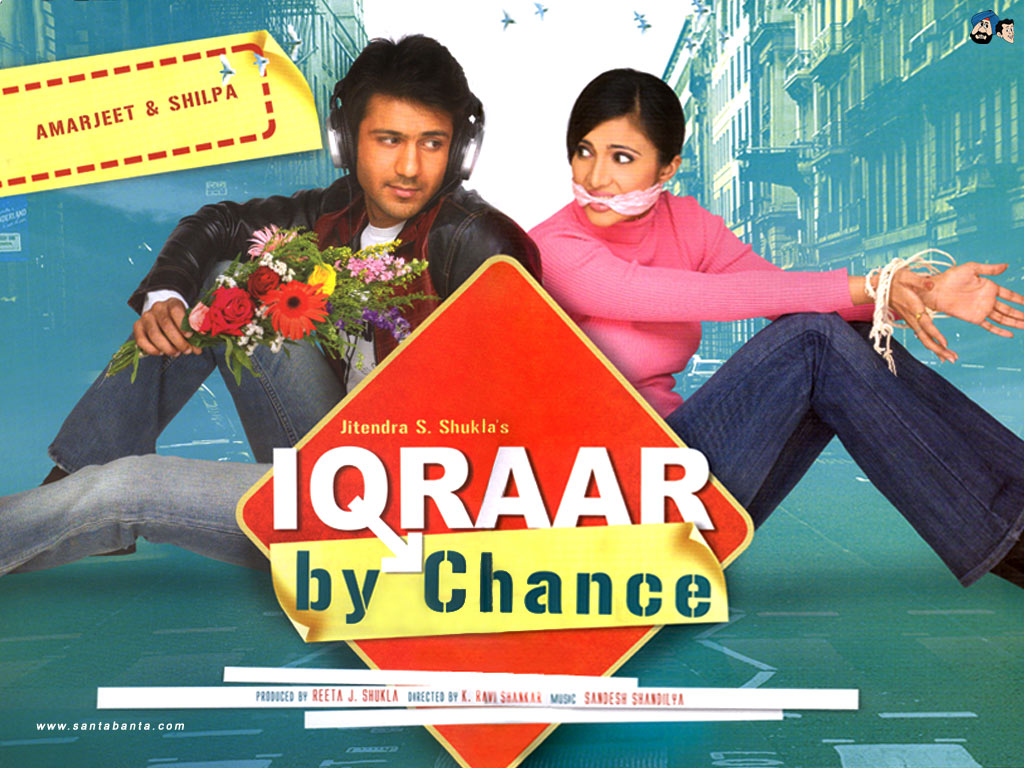 AMARJEET & SHILPA
Jitendra S. Shukla's
IQRAAR
by Chance
PRODUCED BY REETA J. SHUKLA DIRECTED BY K. RAVI SHANKAR MUSIC SANDESH SHANDILYA
www.santabanta.com